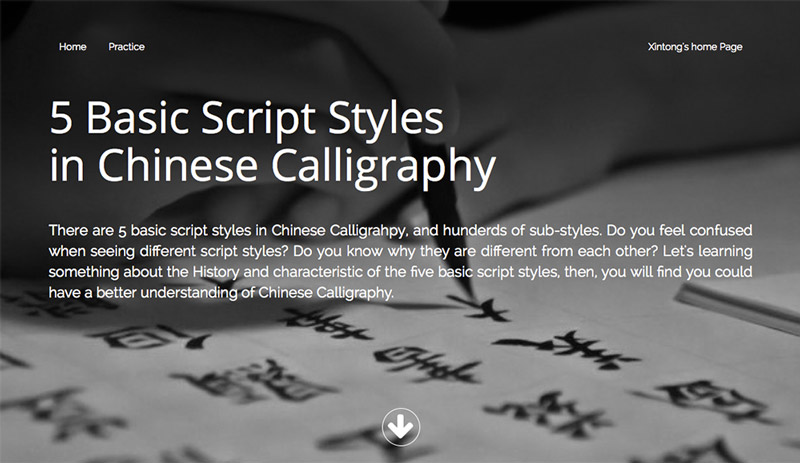 Home Practice Xintong's home Page
5 Basic Script Styles
in Chinese Calligraphy
There are 5 basic script styles in Chinese Calligrahpy, and hunderds of sub-styles. Do you feel confused
when seeing different script styles? Do you know why they are different from each other? Let's learning
something about the History and characteristic of the five basic script styles, then, you will find you could
have a better understanding of Chinese Calligraphy.